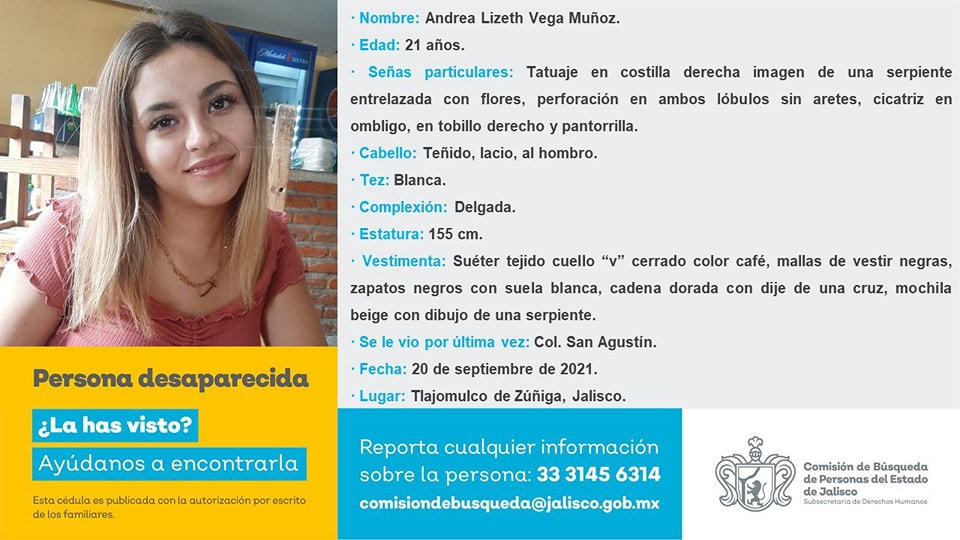 · Nombre: Andrea Lizeth Vega Muñoz.
· Edad: 21 años.
· Señas particulares: Tatuaje en costilla derecha imagen de una serpiente
entrelazada con flores, perforación en ambos lóbulos sin aretes, cicatriz en
ombligo, en tobillo derecho y pantorrilla.
· Cabello: Teñido, lacio, al hombro.
· Tez: Blanca.
· Complexión: Delgada.
· Estatura: 155 cm.
· Vestimenta: Suéter tejido cuello “v” cerrado color café, mallas de vestir negras,
zapatos negros con suela blanca, cadena dorada con dije de una cruz, mochila
beige con dibujo de una serpiente.
· Se le vio por última vez: Col. San Agustín.
· Fecha: 20 de septiembre de 2021.
· Lugar: Tlajomulco de Zúñiga, Jalisco.
Persona desaparecida
¿La has visto?
Ayúdanos a encontrarla
Esta cédula es publicada con la autorización por escrito
de los familiares.
Reporta cualquier información
sobre la persona: 33 3145 6314
comisiondebusqueda@jalisco.gob.mx
Comisión de Búsqueda
de Personas del Estado
de Jalisco
Subsecretaría de Derechos Humanos